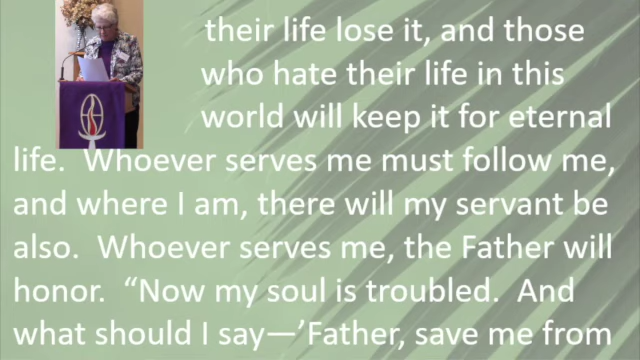 their life lose it, and those
who hate their life in this
world will keep it for eternal
life.  Whoever serves me must follow me,
and where I am, there will my servant be
also.  Whoever serves me, the Father will
honor.  “Now my soul is troubled.  And
what should I say—’Father, save me from